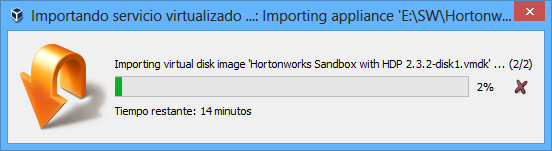 Importando servicio virtualizado ...: Importing appliance 'E:\SW\Hortonw...
Importing virtual disk image 'Hortonworks Sandbox with HDP 2.3.2-disk1.vmdk' ... (2/2)
2%
Tiempo restante: 14 minutos